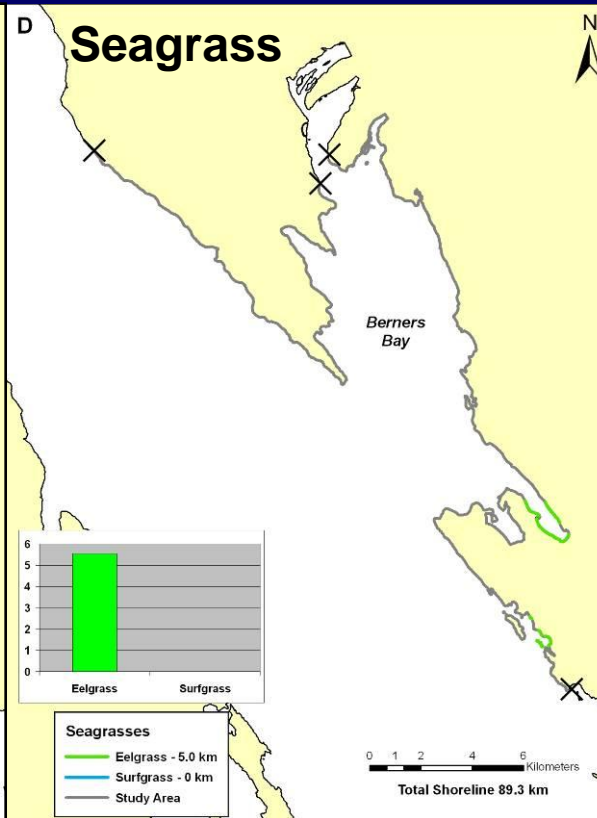 D
Seagrass
N
Berners
Bay
6
5
4
3
2
1
0
Eelgrass Surfgrass
Seagrasses
Eelgrass - 5.0 km
Surfgrass - 0 km
Study Area
0 1 2 4 6
Kilometers
Total Shoreline 89.3 km